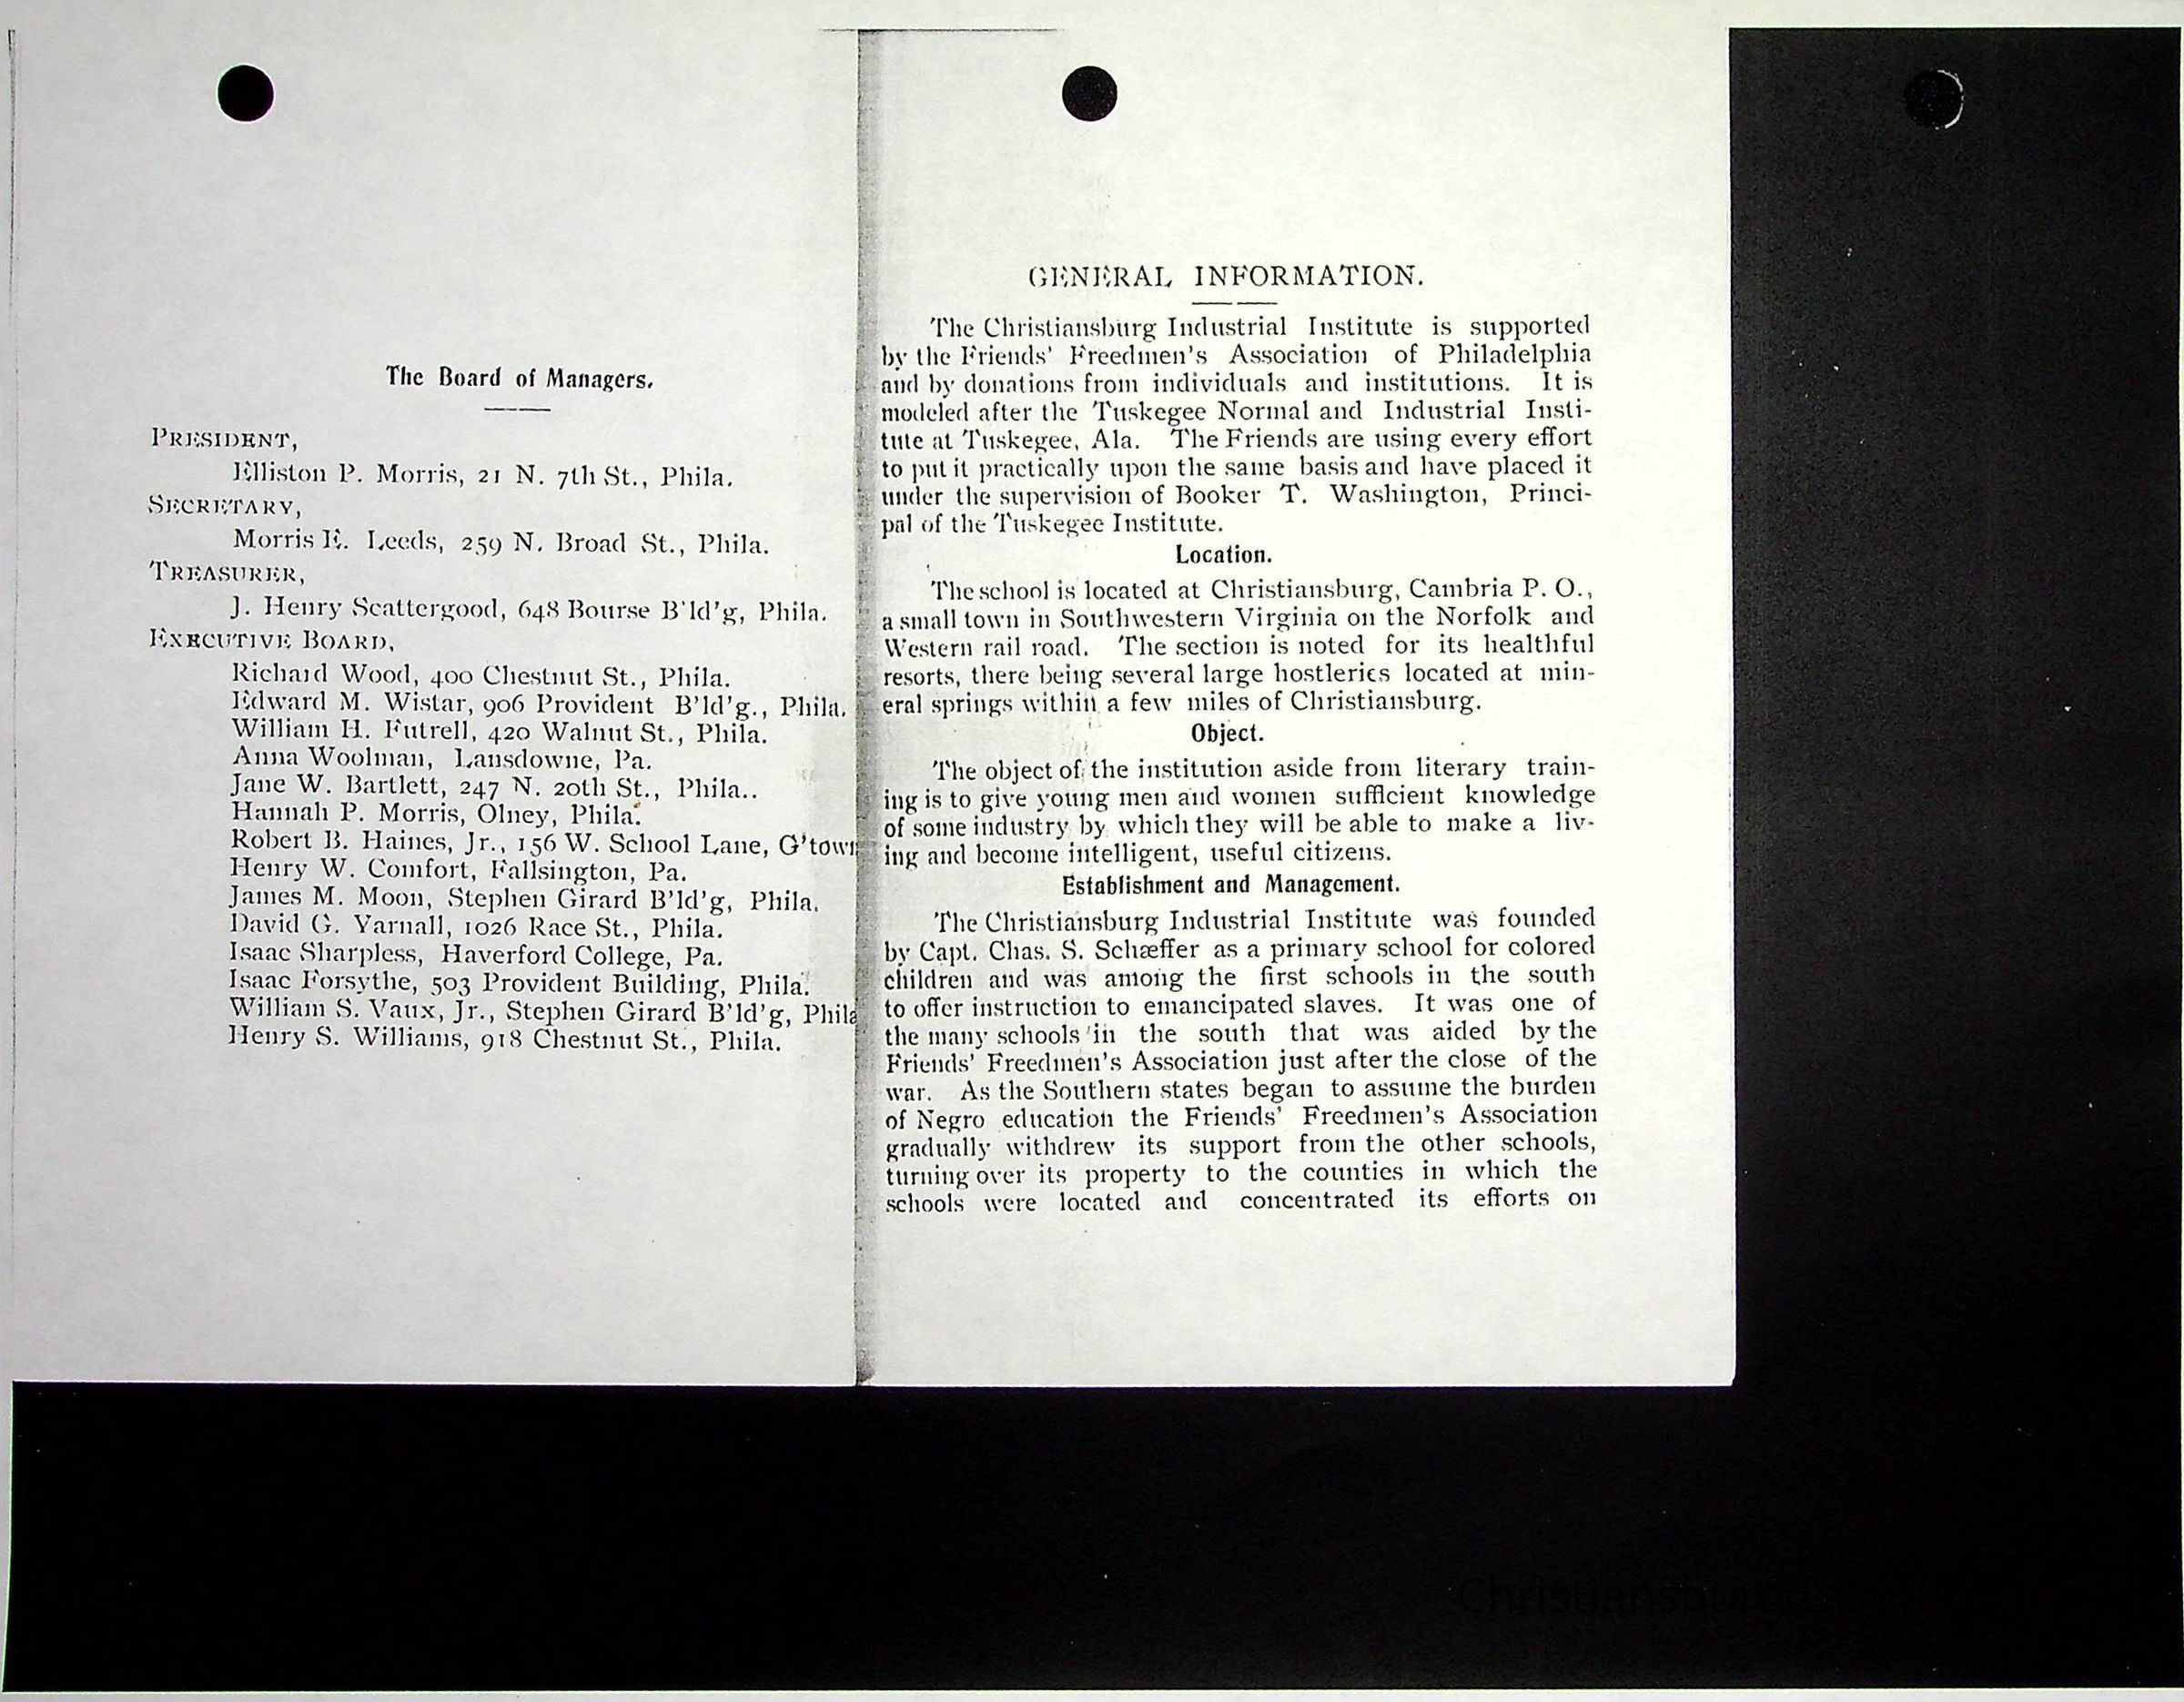 The Board of Managers.
PRESIDENT,
Elliston P. Morris, 21 N. 7th St., Phila.
SECRETARY,
Morris E. Leeds, 259 N. Broad St., Phila.
TREASURER,
J. Henry Scattergood, 648 Bourse B'ld'g, Phila.
EXECUTIVE BOARD,
Richard Wood, 400 Chestnut St., Phila.
Edward M. Wistar, 906 Provident B'ld'g., Phila.
William H. Futrell, 420 Walnut St., Phila.
Anna Woolman, Lansdowne, Pa.
Jane W. Bartlett, 247 N. 20th St., Phila..
Hannah P. Morris, Olney, Phila.
Robert B. Haines, Jr., 156 W. School Lane, G'town
Henry W. Comfort, Fallsington, Pa.
James M. Moon, Stephen Girard B'ld'g, Phila.
David G. Yarnall, 1026 Race St., Phila.
Isaac Sharpless, Haverford College, Pa.
Isaac Forsythe, 503 Provident Building, Phila.
William S. Vaux, Jr., Stephen Girard B'ld'g, Phila
Henry S. Williams, 918 Chestnut St., Phila.
GENERAL INFORMATION.
The Christiansburg Industrial Institute is supported
by the Friends' Freedmen's Association of Philadelphia
and by donations from individuals and institutions. It is
modeled after the Tuskegee Normal and Industrial Insti-
tute at Tuskegee, Ala. The Friends are using every effort
to put it practically upon the same basis and have placed it
under the supervision of Booker T. Washington, Princi-
pal of the Tuskegee Institute.
Location.
The school is located at Christiansburg, Cambria P. O.,
a small town in Southwestern Virginia on the Norfolk and
Western rail road. The section is noted for its healthful
resorts, there being several large hostleries located at min-
eral springs within a few miles of Christiansburg.
Object.
The object of the institution aside from literary train-
ing is to give young men and women sufficient knowledge
of some industry by which they will be able to make a liv-
ing and become intelligent, useful citizens.
Establishment and Management.
The Christiansburg Industrial Institute was founded
by Capt. Chas. S. Schæffer as a primary school for colored
children and was among the first schools in the south
to offer instruction to emancipated slaves. It was one of
the many schools in the south that was aided by the
Friends' Freedmen's Association just after the close of the
war. As the Southern states began to assume the burden
of Negro education the Friends' Freedmen's Association
gradually withdrew its support from the other schools,
turning over its property to the counties in which the
schools were located and concentrated its efforts on